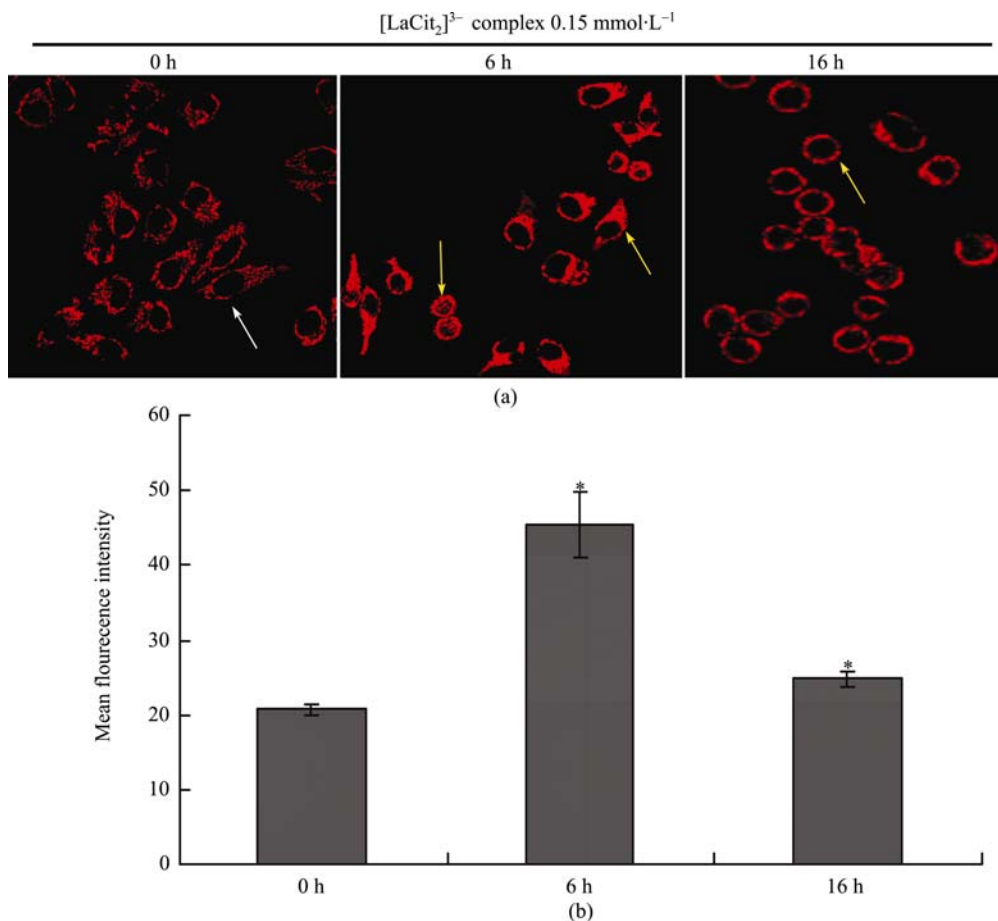 [LaCit₂]³⁻ complex 0.15 mmol·L⁻¹
0 h 6 h 16 h
(a)
60
50
40
30
20
10
0
Mean flourecence intensity
*
*
0 h 6 h 16 h
(b)